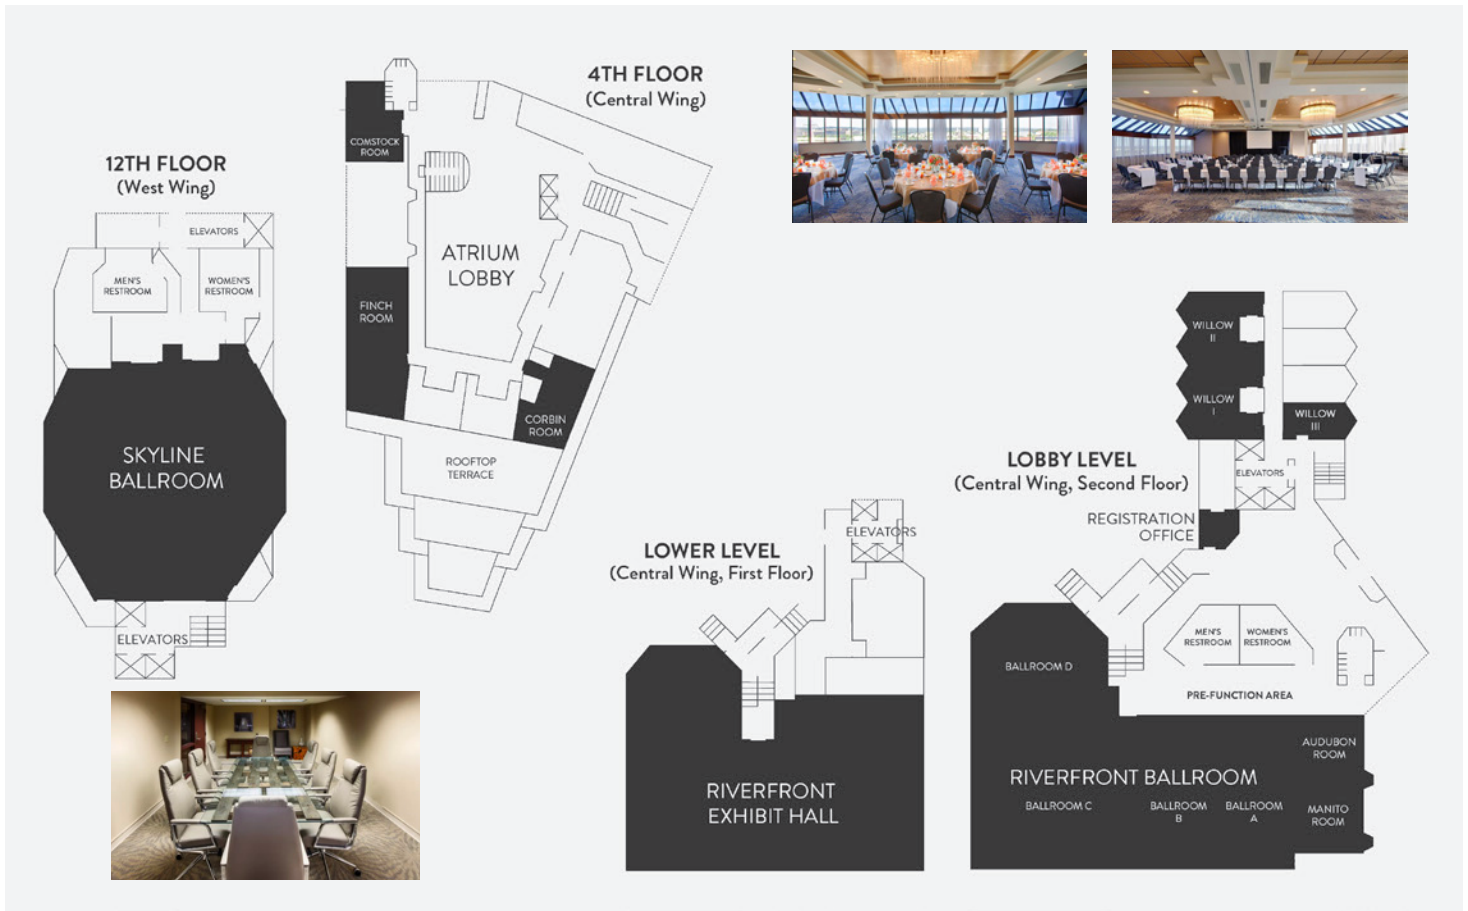 12TH FLOOR
(West Wing)
ELEVATORS
MEN'S
RESTROOM
WOMEN'S
RESTROOM
SKYLINE
BALLROOM
ELEVATORS
4TH FLOOR
(Central Wing)
COMSTOCK
ROOM
ATRIUM
LOBBY
FINCH
ROOM
CORBIN
ROOM
ROOFTOP
TERRACE
LOWER LEVEL
(Central Wing, First Floor)
ELEVATORS
RIVERFRONT
EXHIBIT HALL
LOBBY LEVEL
(Central Wing, Second Floor)
WILLOW
II
WILLOW
I
WILLOW
III
ELEVATORS
REGISTRATION
OFFICE
MEN'S
RESTROOM
WOMEN'S
RESTROOM
PRE-FUNCTION AREA
BALLROOM D
RIVERFRONT BALLROOM
BALLROOM C
BALLROOM
B
BALLROOM
A
AUDUBON
ROOM
MANITO
ROOM